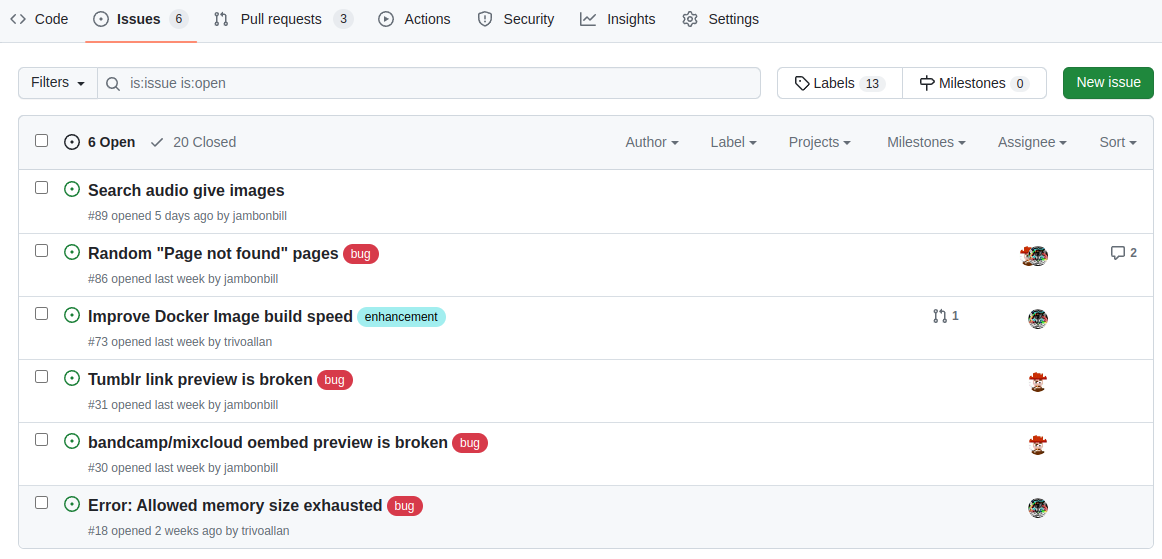 Code Issues 6 Pull requests 3 Actions Security Insights Settings
Filters is:issue is:open Labels 13 Milestones 0 New issue
6 Open 20 Closed Author Label Projects Milestones Assignee Sort
Search audio give images
#89 opened 5 days ago by jambonbill
Random "Page not found" pages bug 2
#86 opened last week by jambonbill
Improve Docker Image build speed enhancement 1
#73 opened last week by trivoallan
Tumblr link preview is broken bug
#31 opened last week by jambonbill
bandcamp/mixcloud oembed preview is broken bug
#30 opened last week by jambonbill
Error: Allowed memory size exhausted bug
#18 opened 2 weeks ago by trivoallan